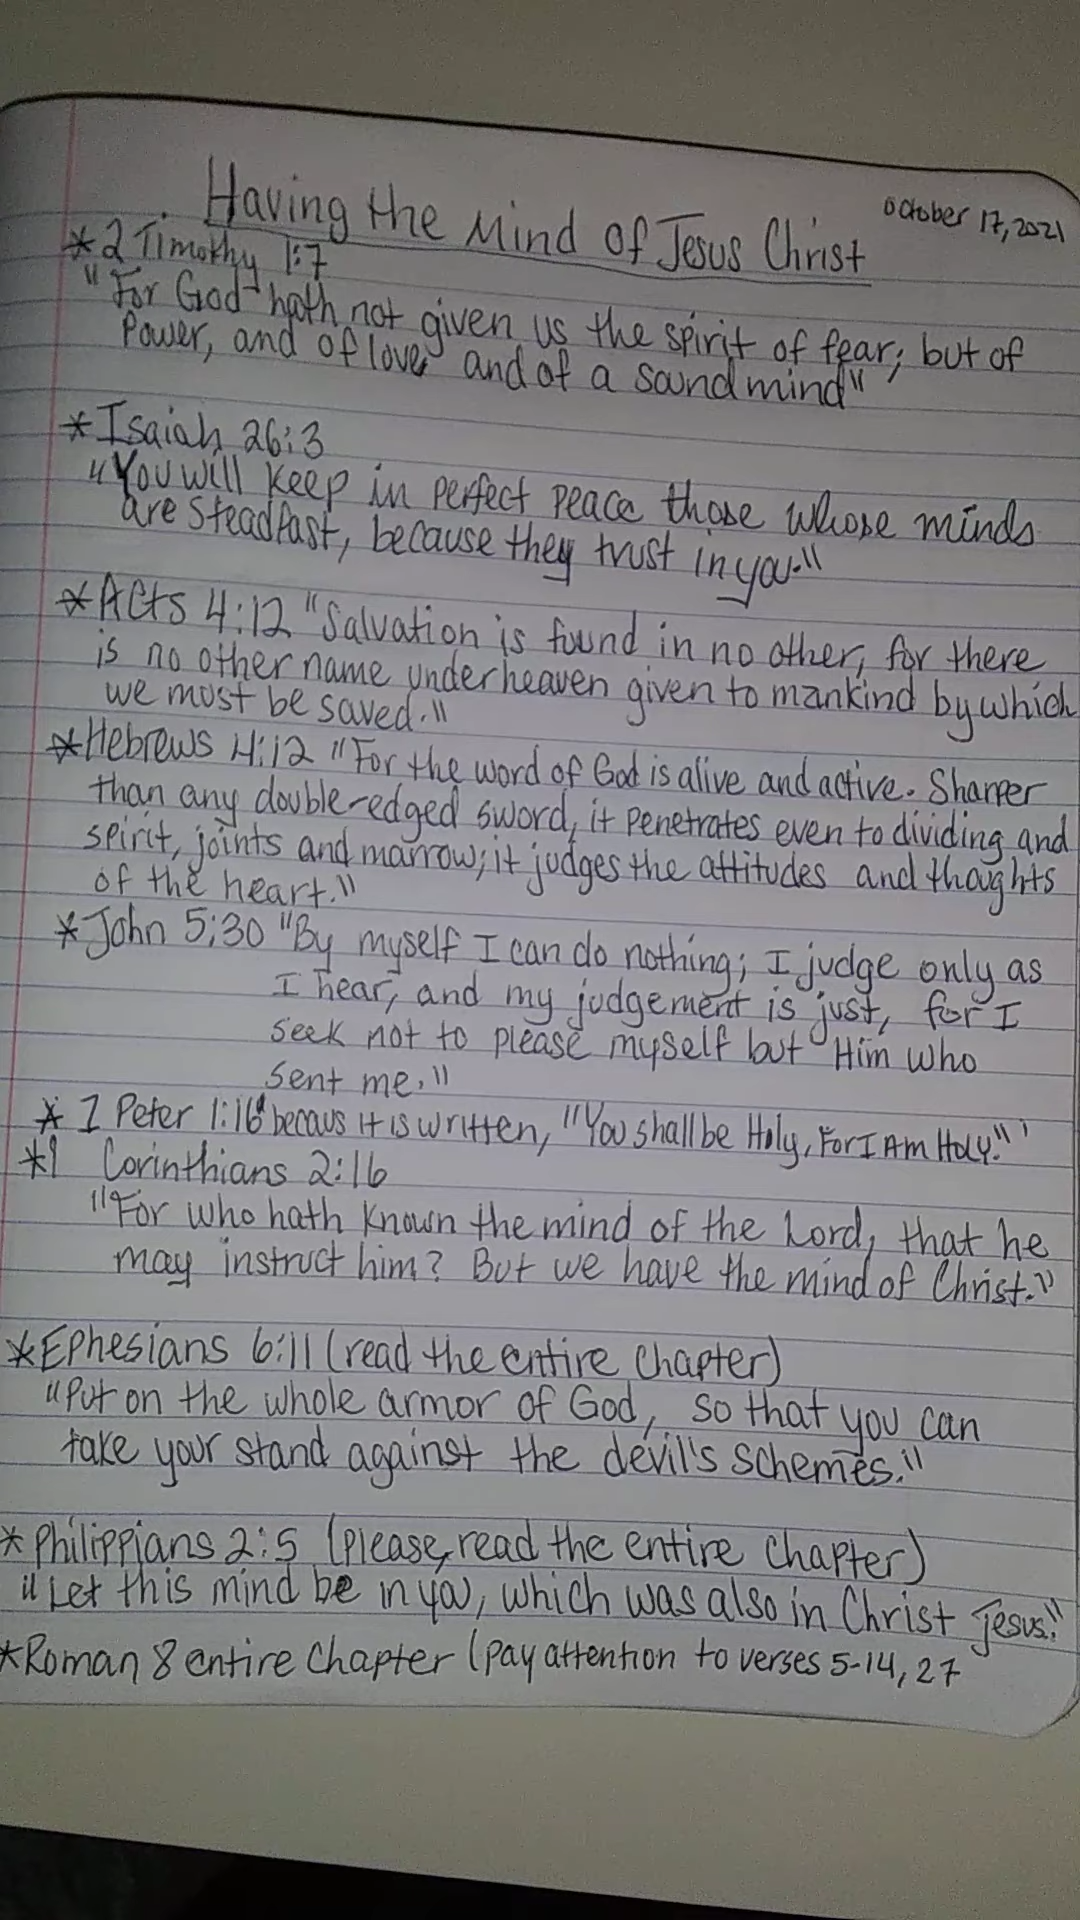 Having the Mind of Jesus Christ
October 17, 2021
*2 Timothy 1:7
"For God hath not given us the spirit of fear; but of
Power, and of love and of a sound mind"
*Isaiah 26:3
"You will keep in perfect peace those whose minds
are steadfast, because they trust in you."
*Acts 4:12 "Salvation is found in no other, for there
is no other name under heaven given to mankind by which
we must be saved."
*Hebrews 4:12 "For the word of God is alive and active. Sharper
than any double-edged sword, it penetrates even to dividing and
spirit, joints and marrow; it judges the attitudes and thoughts
of the heart."
*John 5:30 "By myself I can do nothing; I judge only as
I hear, and my judgement is just, for I
seek not to please myself but Him who
sent me."
*1 Peter 1:16 "becaus it is written, "You shall be Holy, For I Am Holy."'
*1 Corinthians 2:16
"For who hath known the mind of the Lord, that he
may instruct him? But we have the mind of Christ."
*Ephesians 6:11 (read the entire chapter)
"Put on the whole armor of God, so that you can
take your stand against the devil's schemes."
*Philippians 2:5 (please, read the entire chapter)
"Let this mind be in you, which was also in Christ Jesus."
*Roman 8 entire Chapter (pay attention to verses 5-14, 27